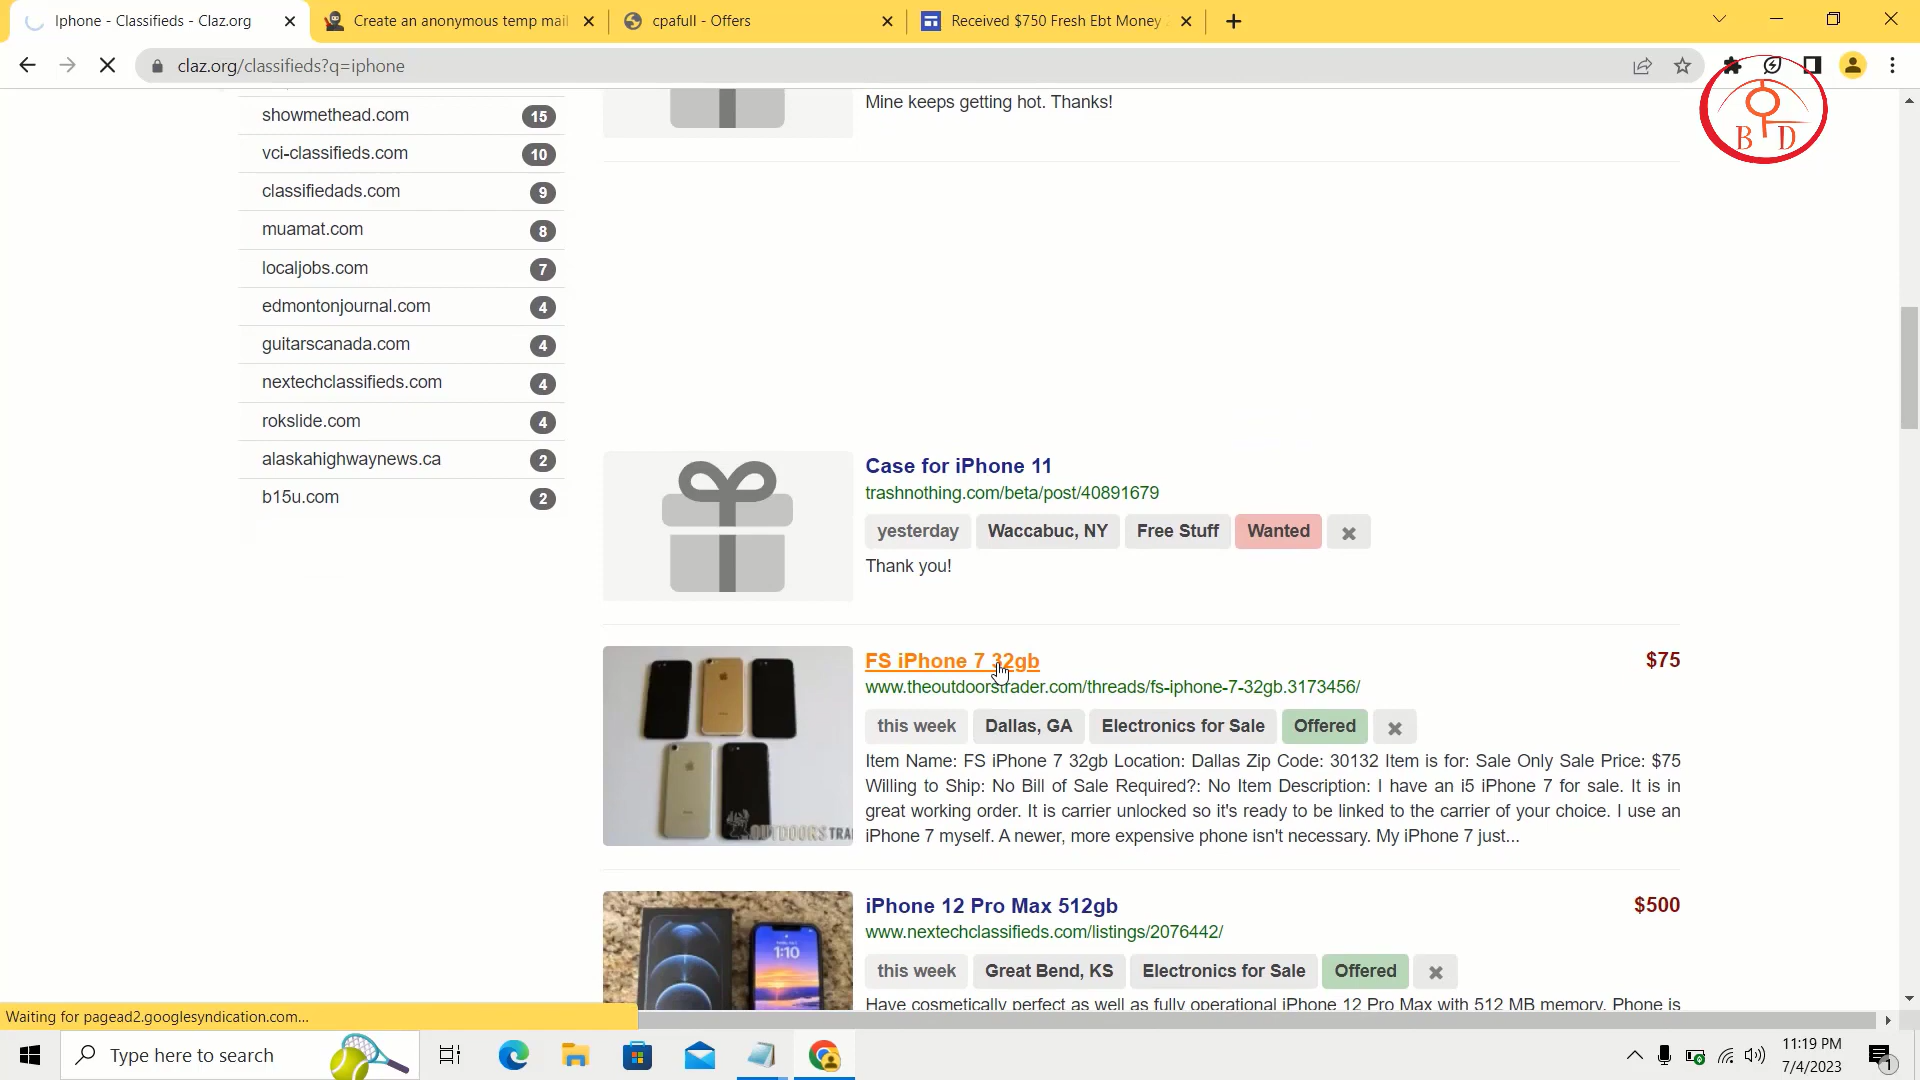 Iphone - Classifieds - Claz.org
Create an anonymous temp mail
cpafull - Offers
Received $750 Fresh Ebt Money
claz.org/classifieds?q=iphone
B D
showmethead.com 15
vci-classifieds.com 10
classifiedads.com 9
muamat.com 8
localjobs.com 7
edmontonjournal.com 4
guitarscanada.com 4
nextechclassifieds.com 4
rokslide.com 4
alaskahighwaynews.ca 2
b15u.com 2
Mine keeps getting hot. Thanks!
Case for iPhone 11
trashnothing.com/beta/post/40891679
yesterday Waccabuc, NY Free Stuff Wanted
Thank you!
FS iPhone 7 32gb $75
www.theoutdoorstrader.com/threads/fs-iphone-7-32gb.3173456/
this week Dallas, GA Electronics for Sale Offered
Item Name: FS iPhone 7 32gb Location: Dallas Zip Code: 30132 Item is for: Sale Only Sale Price: $75
Willing to Ship: No Bill of Sale Required?: No Item Description: I have an i5 iPhone 7 for sale. It is in
great working order. It is carrier unlocked so it's ready to be linked to the carrier of your choice. I use an
iPhone 7 myself. A newer, more expensive phone isn't necessary. My iPhone 7 just...
OUTDOORS TRA
iPhone 12 Pro Max 512gb $500
www.nextechclassifieds.com/listings/2076442/
this week Great Bend, KS Electronics for Sale Offered
Have cosmetically perfect as well as fully operational iPhone 12 Pro Max with 512 MB memory. Phone is
1:10
Waiting for pagead2.googlesyndication.com...
Type here to search
11:19 PM
7/4/2023
1